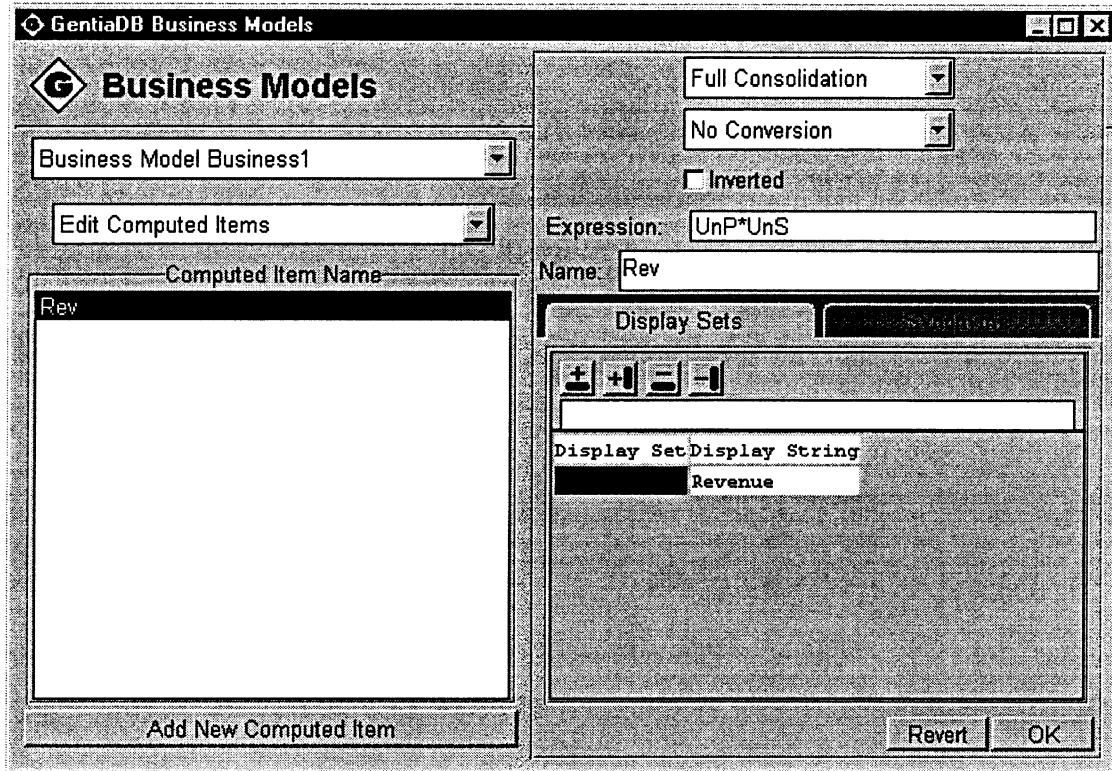 GentiaDB Business Models
G Business Models
Business Model Business1
Edit Computed Items
Computed Item Name
Rev
Add New Computed Item
Full Consolidation
No Conversion
Inverted
Expression: UnP*UnS
Name: Rev
Display Sets
Display Set Display String
Revenue
Revert OK